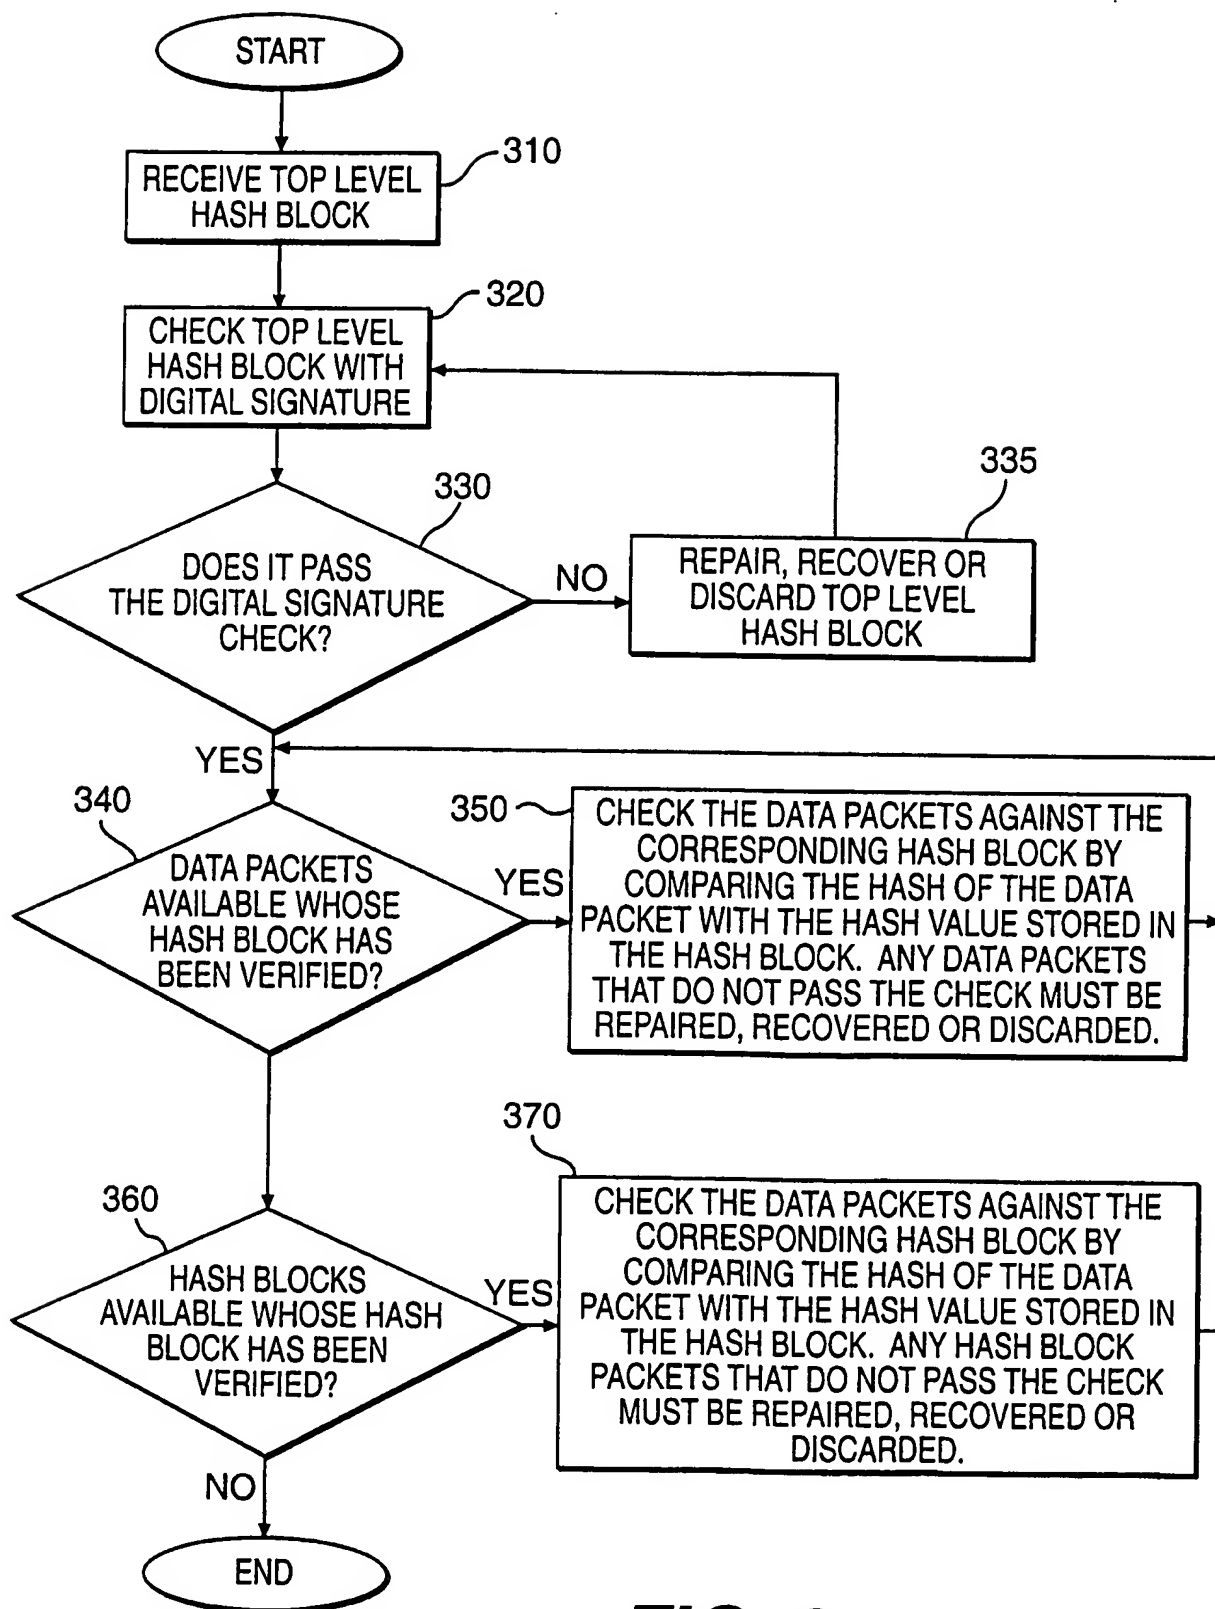 START
310
RECEIVE TOP LEVEL
HASH BLOCK
320
CHECK TOP LEVEL
HASH BLOCK WITH
DIGITAL SIGNATURE
330
DOES IT PASS
THE DIGITAL SIGNATURE
CHECK?
NO
335
REPAIR, RECOVER OR
DISCARD TOP LEVEL
HASH BLOCK
YES
340
DATA PACKETS
AVAILABLE WHOSE
HASH BLOCK HAS
BEEN VERIFIED?
YES
350
CHECK THE DATA PACKETS AGAINST THE
CORRESPONDING HASH BLOCK BY
COMPARING THE HASH OF THE DATA
PACKET WITH THE HASH VALUE STORED IN
THE HASH BLOCK. ANY DATA PACKETS
THAT DO NOT PASS THE CHECK MUST BE
REPAIRED, RECOVERED OR DISCARDED.
360
HASH BLOCKS
AVAILABLE WHOSE HASH
BLOCK HAS BEEN
VERIFIED?
YES
370
CHECK THE DATA PACKETS AGAINST THE
CORRESPONDING HASH BLOCK BY
COMPARING THE HASH OF THE DATA
PACKET WITH THE HASH VALUE STORED IN
THE HASH BLOCK. ANY HASH BLOCK
PACKETS THAT DO NOT PASS THE CHECK
MUST BE REPAIRED, RECOVERED OR
DISCARDED.
NO
END